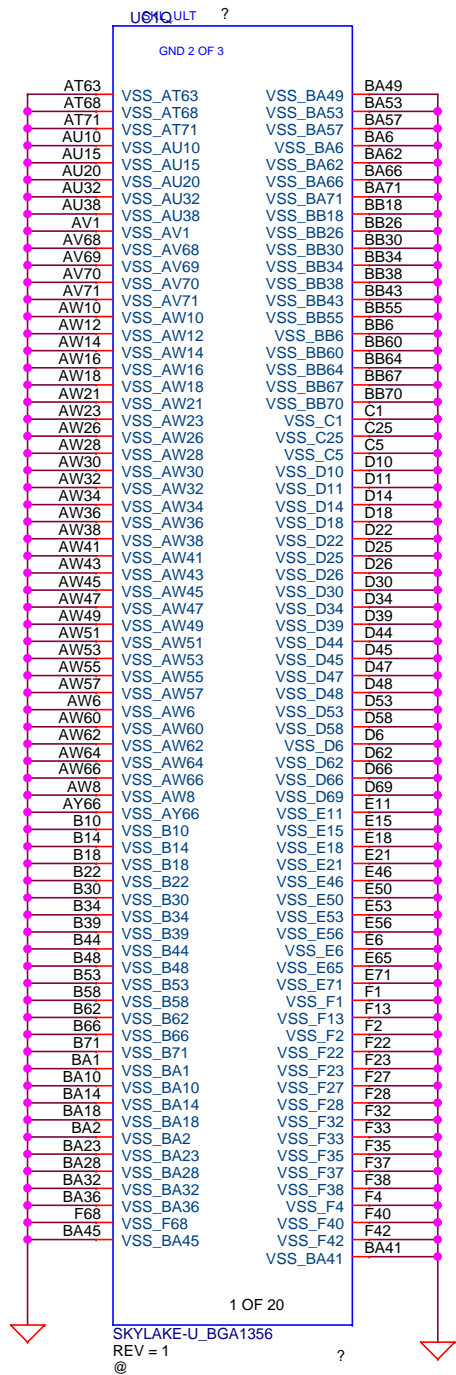 UC1Q
SKL_ULT
?
GND 2 OF 3
AT63 VSS_AT63 VSS_BA49 BA49
AT68 VSS_AT68 VSS_BA53 BA53
AT71 VSS_AT71 VSS_BA57 BA57
AU10 VSS_AU10 VSS_BA6 BA6
AU15 VSS_AU15 VSS_BA62 BA62
AU20 VSS_AU20 VSS_BA66 BA66
AU32 VSS_AU32 VSS_BA71 BA71
AU38 VSS_AU38 VSS_BB18 BB18
AV1 VSS_AV1 VSS_BB26 BB26
AV68 VSS_AV68 VSS_BB30 BB30
AV69 VSS_AV69 VSS_BB34 BB34
AV70 VSS_AV70 VSS_BB38 BB38
AV71 VSS_AV71 VSS_BB43 BB43
AW10 VSS_AW10 VSS_BB55 BB55
AW12 VSS_AW12 VSS_BB6 BB6
AW14 VSS_AW14 VSS_BB60 BB60
AW16 VSS_AW16 VSS_BB64 BB64
AW18 VSS_AW18 VSS_BB67 BB67
AW21 VSS_AW21 VSS_BB70 BB70
AW23 VSS_AW23 VSS_C1 C1
AW26 VSS_AW26 VSS_C25 C25
AW28 VSS_AW28 VSS_C5 C5
AW30 VSS_AW30 VSS_D10 D10
AW32 VSS_AW32 VSS_D11 D11
AW34 VSS_AW34 VSS_D14 D14
AW36 VSS_AW36 VSS_D18 D18
AW38 VSS_AW38 VSS_D22 D22
AW41 VSS_AW41 VSS_D25 D25
AW43 VSS_AW43 VSS_D26 D26
AW45 VSS_AW45 VSS_D30 D30
AW47 VSS_AW47 VSS_D34 D34
AW49 VSS_AW49 VSS_D39 D39
AW51 VSS_AW51 VSS_D44 D44
AW53 VSS_AW53 VSS_D45 D45
AW55 VSS_AW55 VSS_D47 D47
AW57 VSS_AW57 VSS_D48 D48
AW6 VSS_AW6 VSS_D53 D53
AW60 VSS_AW60 VSS_D58 D58
AW62 VSS_AW62 VSS_D6 D6
AW64 VSS_AW64 VSS_D62 D62
AW66 VSS_AW66 VSS_D66 D66
AW8 VSS_AW8 VSS_D69 D69
AY66 VSS_AY66 VSS_E11 E11
B10 VSS_B10 VSS_E15 E15
B14 VSS_B14 VSS_E18 E18
B18 VSS_B18 VSS_E21 E21
B22 VSS_B22 VSS_E46 E46
B30 VSS_B30 VSS_E50 E50
B34 VSS_B34 VSS_E53 E53
B39 VSS_B39 VSS_E56 E56
B44 VSS_B44 VSS_E6 E6
B48 VSS_B48 VSS_E65 E65
B53 VSS_B53 VSS_E71 E71
B58 VSS_B58 VSS_F1 F1
B62 VSS_B62 VSS_F13 F13
B66 VSS_B66 VSS_F2 F2
B71 VSS_B71 VSS_F22 F22
BA1 VSS_BA1 VSS_F23 F23
BA10 VSS_BA10 VSS_F27 F27
BA14 VSS_BA14 VSS_F28 F28
BA18 VSS_BA18 VSS_F32 F32
BA2 VSS_BA2 VSS_F33 F33
BA23 VSS_BA23 VSS_F35 F35
BA28 VSS_BA28 VSS_F37 F37
BA32 VSS_BA32 VSS_F38 F38
BA36 VSS_BA36 VSS_F4 F4
F68 VSS_F68 VSS_F40 F40
BA45 VSS_BA45 VSS_F42 F42
VSS_BA41 BA41
1 OF 20
SKYLAKE-U_BGA1356
REV = 1
?
@